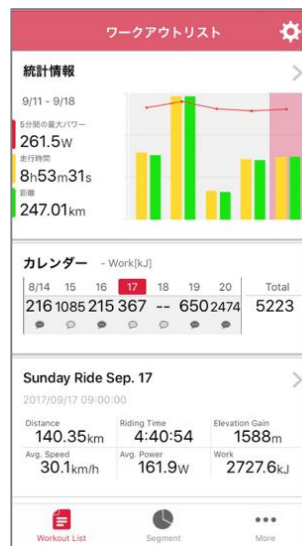 ワークアウトリスト
統計情報
9/11 - 9/18
5分間の最大パワー
261.5W
走行時間
8h53m31s
距離
247.01km
カレンダー - Work[kJ]
8/14 15 16 17 18 19 20 Total
216 1085 215 367 -- 650 2474 5223
Sunday Ride Sep. 17
2017/09/17 09:00:00
Distance Riding Time Elevation Gain
140.35km 4:40:54 1588m
Avg. Speed Avg. Power Work
30.1km/h 161.9W 2727.6kJ
Workout List Segment More